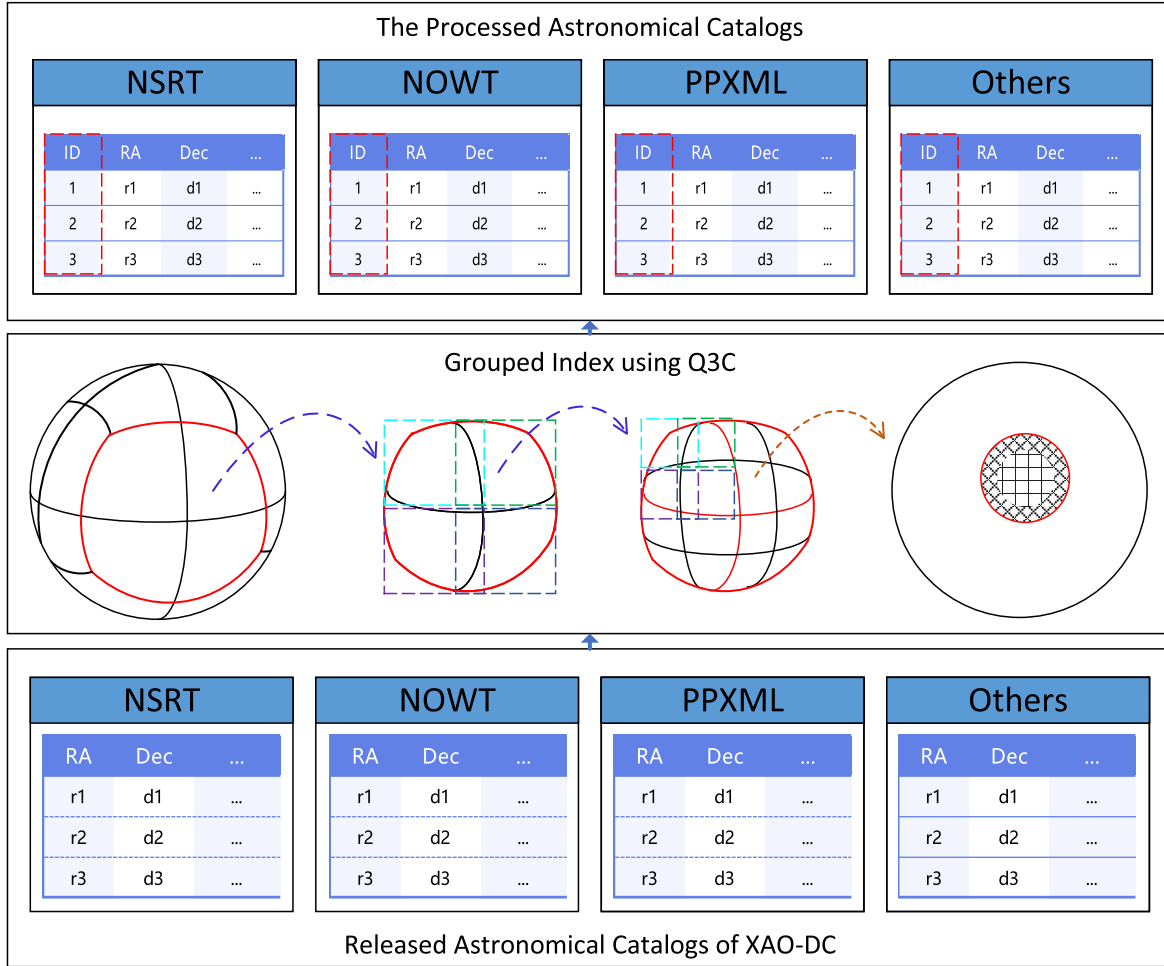 The Processed Astronomical Catalogs
NSRT NOWT PPXML Others
ID RA Dec ... ID RA Dec ... ID RA Dec ... ID RA Dec ...
1 r1 d1 ... 1 r1 d1 ... 1 r1 d1 ... 1 r1 d1 ...
2 r2 d2 ... 2 r2 d2 ... 2 r2 d2 ... 2 r2 d2 ...
3 r3 d3 ... 3 r3 d3 ... 3 r3 d3 ... 3 r3 d3 ...
Grouped Index using Q3C
NSRT NOWT PPXML Others
RA Dec ... RA Dec ... RA Dec ... RA Dec ...
r1 d1 ... r1 d1 ... r1 d1 ... r1 d1 ...
r2 d2 ... r2 d2 ... r2 d2 ... r2 d2 ...
r3 d3 ... r3 d3 ... r3 d3 ... r3 d3 ...
Released Astronomical Catalogs of XAO-DC